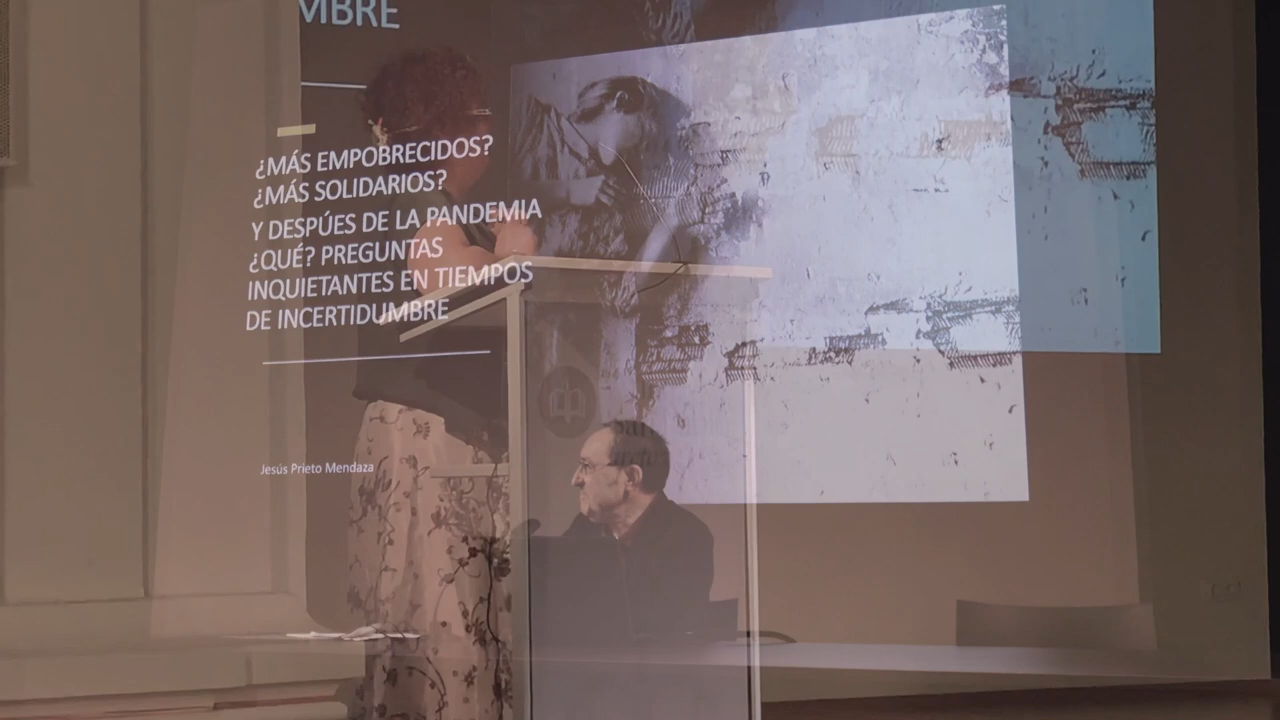 MBRE
¿MÁS EMPOBRECIDOS?
¿MÁS SOLIDARIOS?
Y DESPÚES DE LA PANDEMIA
¿QUÉ? PREGUNTAS
INQUIETANTES EN TIEMPOS
DE INCERTIDUMBRE
Jesús Prieto Mendaza